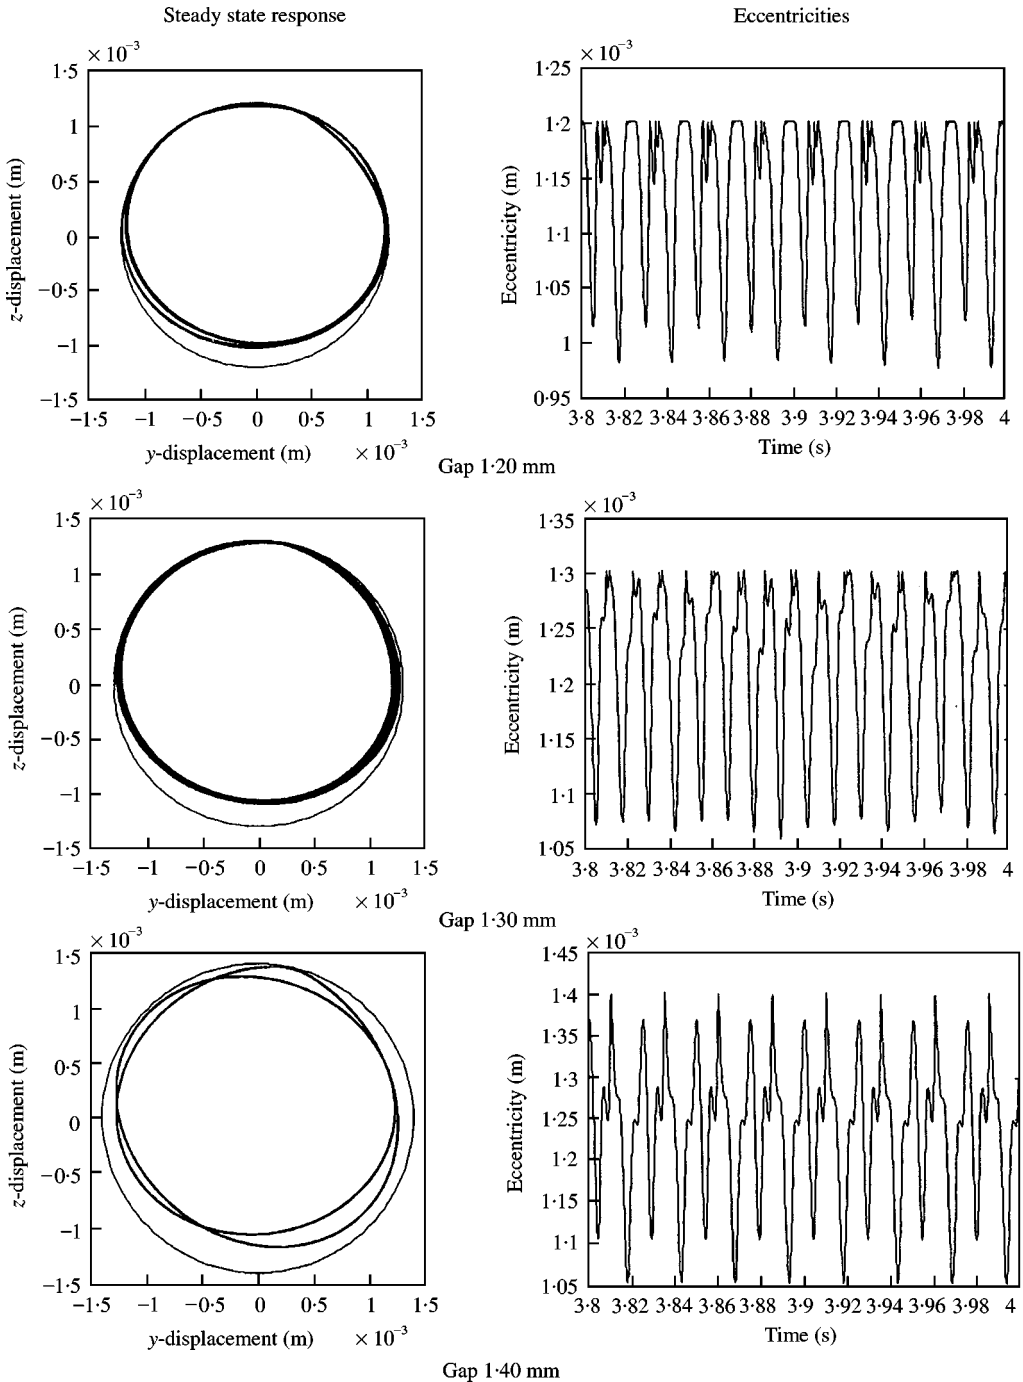 Steady state response
Eccentricities
× 10⁻³
1·5
1
0·5
0
−0·5
−1
−1·5
z-displacement (m)
−1·5 −1 −0·5 0 0·5 1 1·5
y-displacement (m) × 10⁻³
× 10⁻³
1·25
1·2
1·15
1·1
1·05
1
0·95
Eccentricity (m)
3·8 3·82 3·84 3·86 3·88 3·9 3·92 3·94 3·96 3·98 4
Time (s)
Gap 1·20 mm
× 10⁻³
1·5
1
0·5
0
−0·5
−1
−1·5
z-displacement (m)
−1·5 −1 −0·5 0 0·5 1 1·5
y-displacement (m) × 10⁻³
× 10⁻³
1·35
1·3
1·25
1·2
1·15
1·1
1·05
Eccentricity (m)
3·8 3·82 3·84 3·86 3·88 3·9 3·92 3·94 3·96 3·98 4
Time (s)
Gap 1·30 mm
× 10⁻³
1·5
1
0·5
0
−0·5
−1
−1·5
z-displacement (m)
−1·5 −1 −0·5 0 0·5 1 1·5
y-displacement (m) × 10⁻³
× 10⁻³
1·45
1·4
1·35
1·3
1·25
1·2
1·15
1·1
1·05
Eccentricity (m)
3·8 3·82 3·84 3·86 3·88 3·9 3·92 3·94 3·96 3·98 4
Time (s)
Gap 1·40 mm